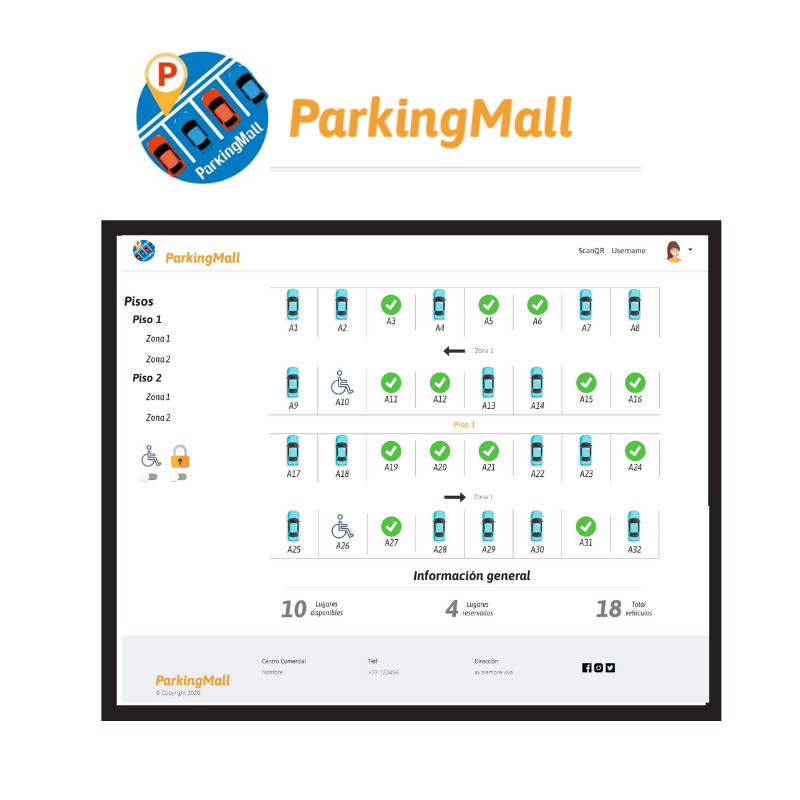 P
ParkingMall
ParkingMall
ParkingMall
ScanQR Username
Pisos
Piso 1
Zona 1
Zona 2
Piso 2
Zona 1
Zona 2
A1 A2 A3 A4 A5 A6 A7 A8
Zona 2
A9 A10 A11 A12 A13 A14 A15 A16
Piso 1
A17 A18 A19 A20 A21 A22 A23 A24
Zona 1
A25 A26 A27 A28 A29 A30 A31 A32
Información general
10 Lugares disponibles
4 Lugares reservados
18 Total vehículos
Centro Comercial
Nombre
Telf
+57 123456
Dirección
av siempre viva
ParkingMall
© Copyright 2020